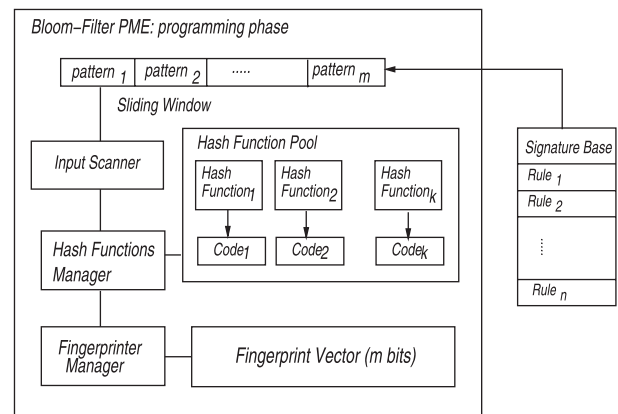 Bloom–Filter PME: programming phase
pattern 1 pattern 2 ..... pattern m
Sliding Window
Input Scanner
Hash Function Pool
Hash Function1
Hash Function2
Hash Functionk
Code1 Code2 Codek
Hash Functions
Manager
Fingerprinter
Manager
Fingerprint Vector (m bits)
Signature Base
Rule 1
Rule 2
.....
Rule n